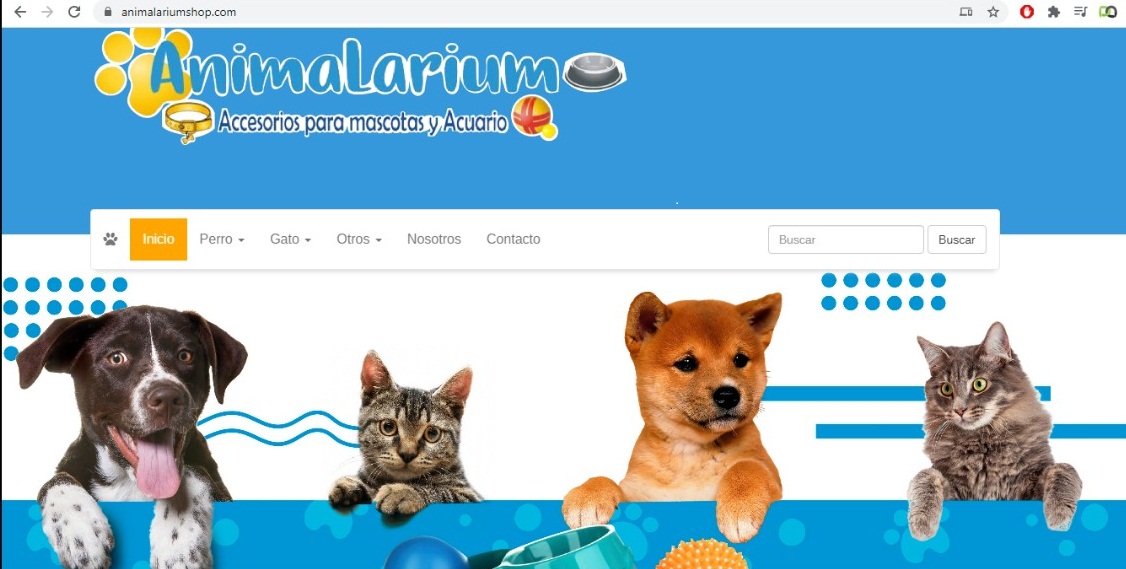 animalariumshop.com
AnimaLarium
Accesorios para mascotas y Acuario
Inicio Perro Gato Otros Nosotros Contacto Buscar Buscar